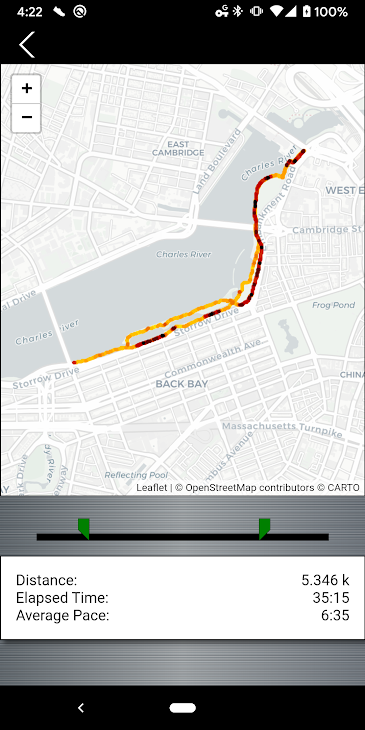 4:22
G
100%
+
−
EAST
CAMBRIDGE
Land Boulevard
Charles River
WEST E
Cambridge St.
Charles River
Frog Pond
al Drive
Charles River
Storrow Drive
Storrow Drive
Commonwealth Ave
BACK BAY
CHINA
Massachusetts Turnpike
Reflecting Pool
Leaflet | © OpenStreetMap contributors © CARTO
Distance: 5.346 k
Elapsed Time: 35:15
Average Pace: 6:35